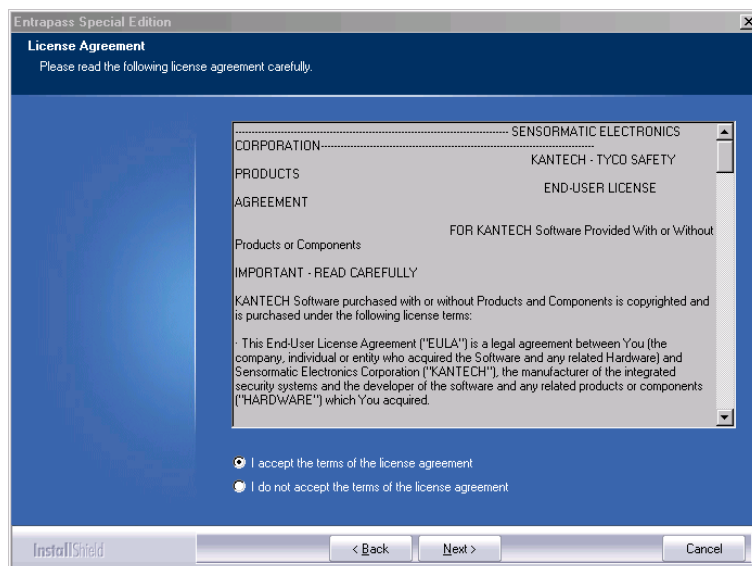 Entrapass Special Edition
License Agreement
Please read the following license agreement carefully.
------------------------------------------------------------------------------------ SENSORMATIC ELECTRONICS
CORPORATION------------------------------------------------------------------------------------
KANTECH - TYCO SAFETY
PRODUCTS
END-USER LICENSE
AGREEMENT
FOR KANTECH Software Provided With or Without
Products or Components
IMPORTANT - READ CAREFULLY
KANTECH Software purchased with or without Products and Components is copyrighted and
is purchased under the following license terms:
· This End-User License Agreement ("EULA") is a legal agreement between You (the
company, individual or entity who acquired the Software and any related Hardware) and
Sensormatic Electronics Corporation ("KANTECH"), the manufacturer of the integrated
security systems and the developer of the software and any related products or components
("HARDWARE") which You acquired.
I accept the terms of the license agreement
I do not accept the terms of the license agreement
InstallShield
< Back
Next >
Cancel